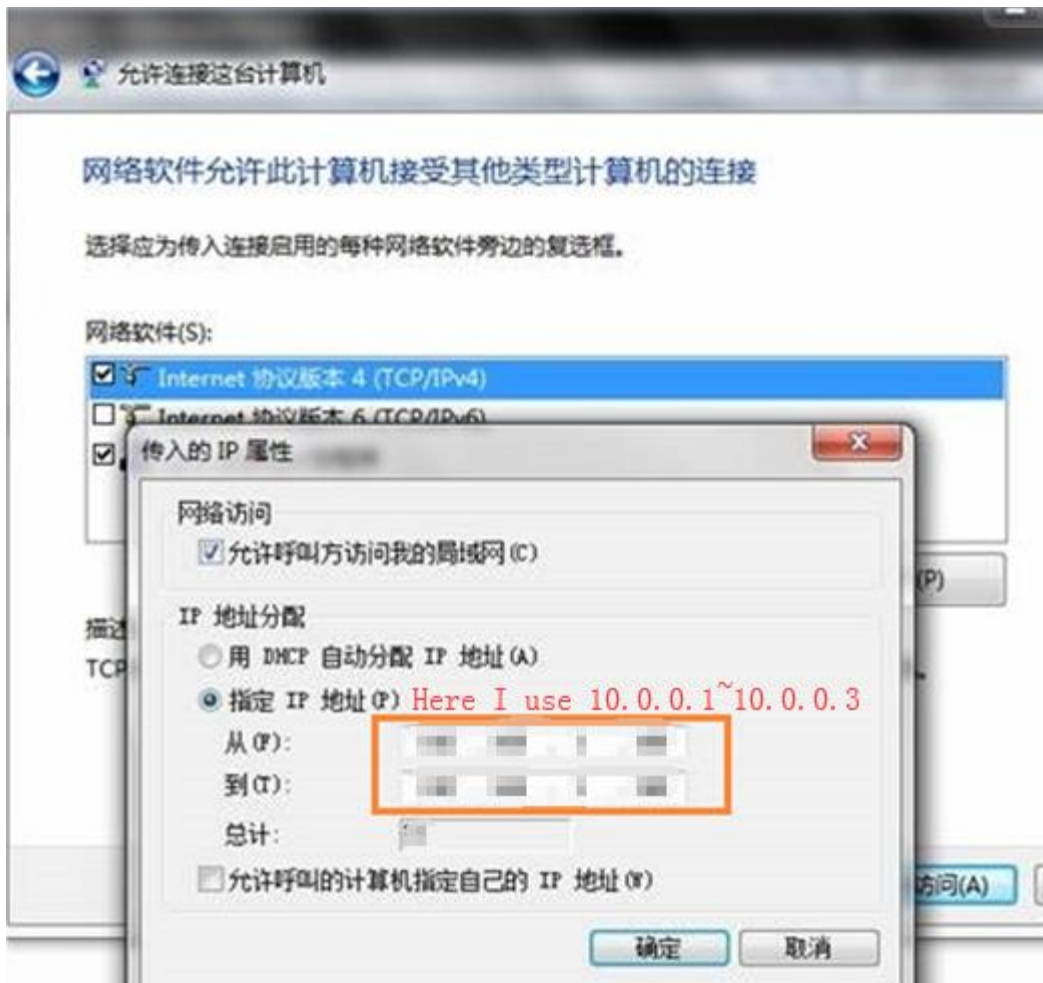 允许连接这台计算机
网络软件允许此计算机接受其他类型计算机的连接
选择应为传入连接启用的每种网络软件旁边的复选框。
网络软件(S):
Internet 协议版本 4 (TCP/IPv4)
Internet 协议版本 6 (TCP/IPv6)
传入的 IP 属性
网络访问
允许呼叫方访问我的局域网(C)
(P)
IP 地址分配
描述
TCP
用 DHCP 自动分配 IP 地址(A)
指定 IP 地址(P) Here I use 10.0.0.1~10.0.0.3
从(F):
到(T):
总计:
允许呼叫的计算机指定自己的 IP 地址(W)
访问(A)
确定 取消